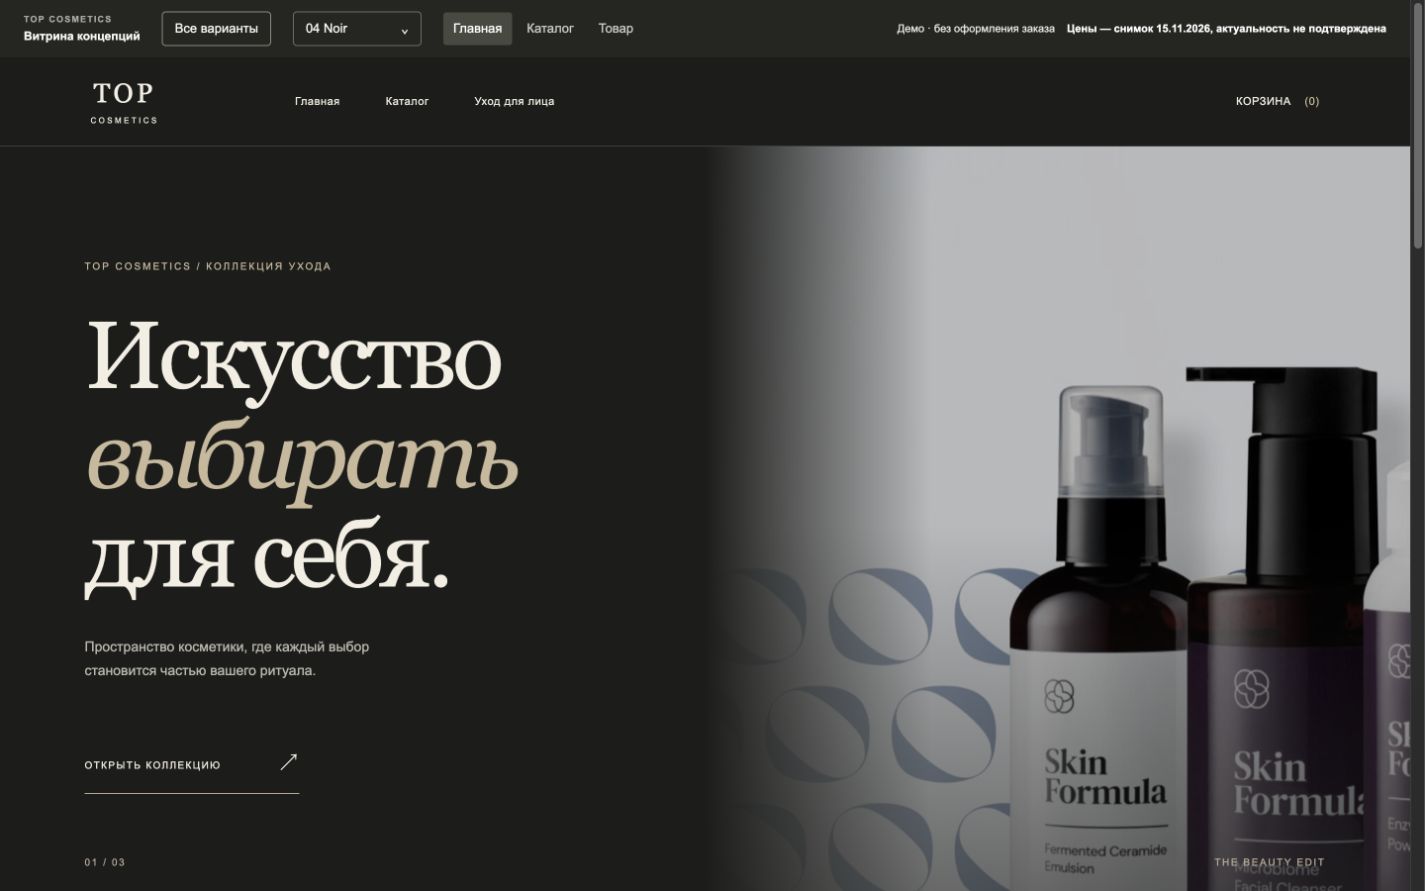 TOP COSMETICS
Витрина концепций
Все варианты
04 Noir
Главная
Каталог
Товар
Демо · без оформления заказа
Цены — снимок 15.11.2026, актуальность не подтверждена
TOP
COSMETICS
Главная
Каталог
Уход для лица
КОРЗИНА (0)
TOP COSMETICS / КОЛЛЕКЦИЯ УХОДА
Искусство
выбирать
для себя.
Пространство косметики, где каждый выбор
становится частью вашего ритуала.
ОТКРЫТЬ КОЛЛЕКЦИЮ
01 / 03
Skin
Formula
Fermented Ceramide
Emulsion
Skin
Formula
Microbiome
Facial Cleanser
THE BEAUTY EDIT